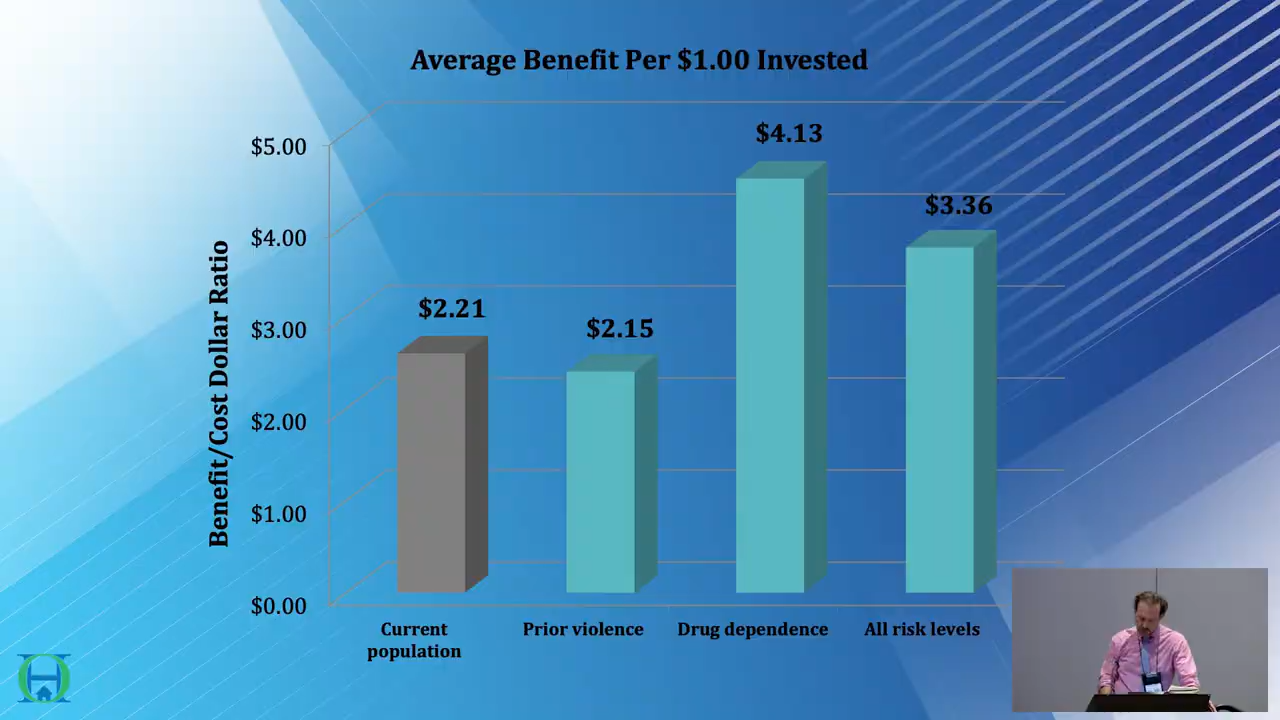 Average Benefit Per $1.00 Invested
$5.00
$4.00
$3.00
$2.00
$1.00
$0.00
Benefit/Cost Dollar Ratio
$2.21
$2.15
$4.13
$3.36
Current
population
Prior violence
Drug dependence
All risk levels